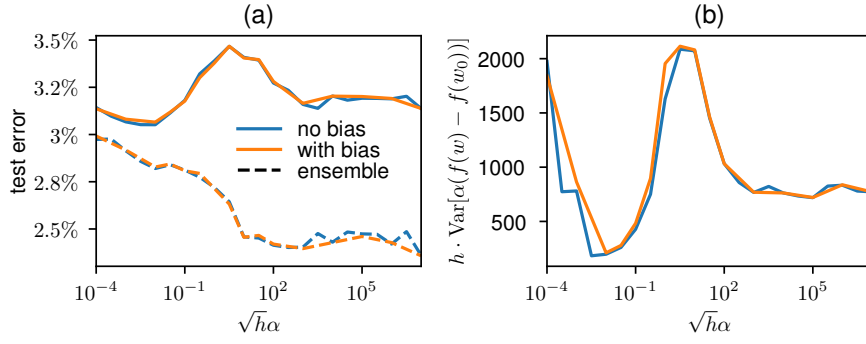 (a)
3.5%
3.2%
3%
2.8%
2.5%
test error
no bias
with bias
ensemble
10^{-4}
10^{-1}
10^{2}
10^{5}
√hα
(b)
2000
1500
1000
500
h · Var[α(f(w) − f(w_0))]
10^{-4}
10^{-1}
10^{2}
10^{5}
√hα